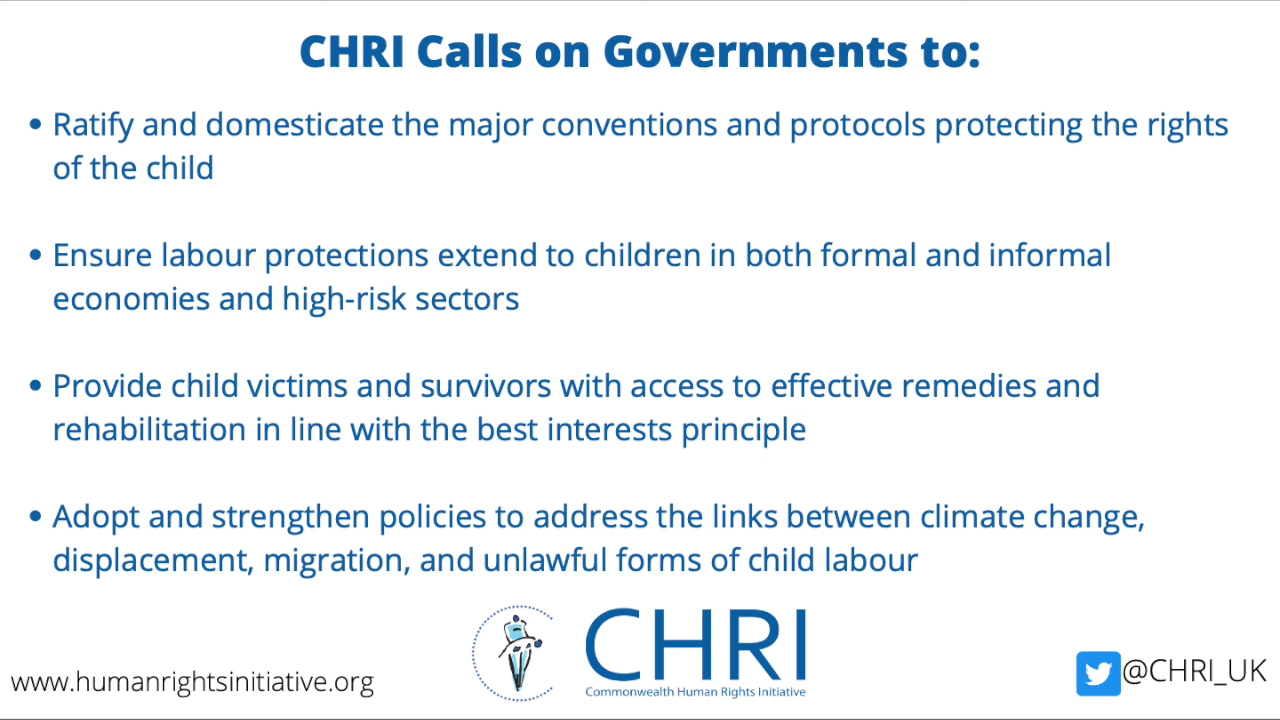 CHRI Calls on Governments to:
• Ratify and domesticate the major conventions and protocols protecting the rights
of the child
• Ensure labour protections extend to children in both formal and informal
economies and high-risk sectors
• Provide child victims and survivors with access to effective remedies and
rehabilitation in line with the best interests principle
• Adopt and strengthen policies to address the links between climate change,
displacement, migration, and unlawful forms of child labour
www.humanrightsinitiative.org
CHRI
Commonwealth Human Rights Initiative
@CHRI_UK